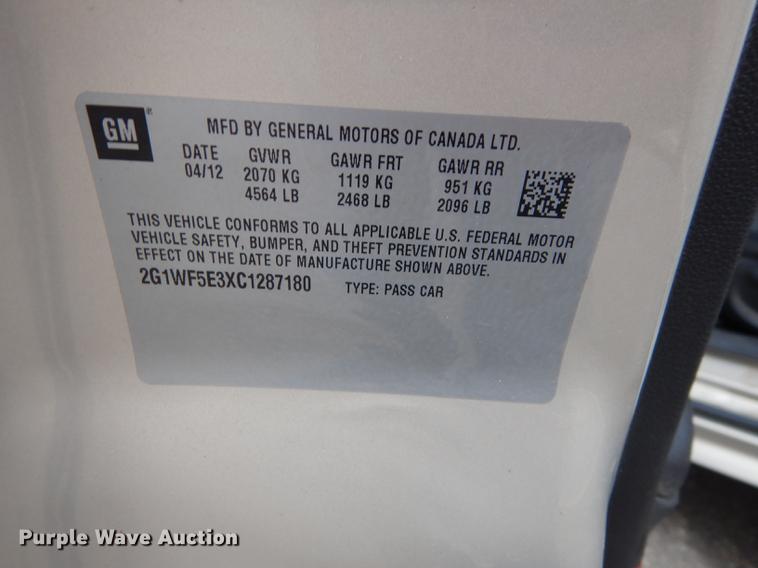 GM
MFD BY GENERAL MOTORS OF CANADA LTD.
DATE GVWR GAWR FRT GAWR RR
04/12 2070 KG 1119 KG 951 KG
4564 LB 2468 LB 2096 LB
THIS VEHICLE CONFORMS TO ALL APPLICABLE U.S. FEDERAL MOTOR
VEHICLE SAFETY, BUMPER, AND THEFT PREVENTION STANDARDS IN
EFFECT ON THE DATE OF MANUFACTURE SHOWN ABOVE.
2G1WF5E3XC1287180 TYPE: PASS CAR
Purple Wave Auction